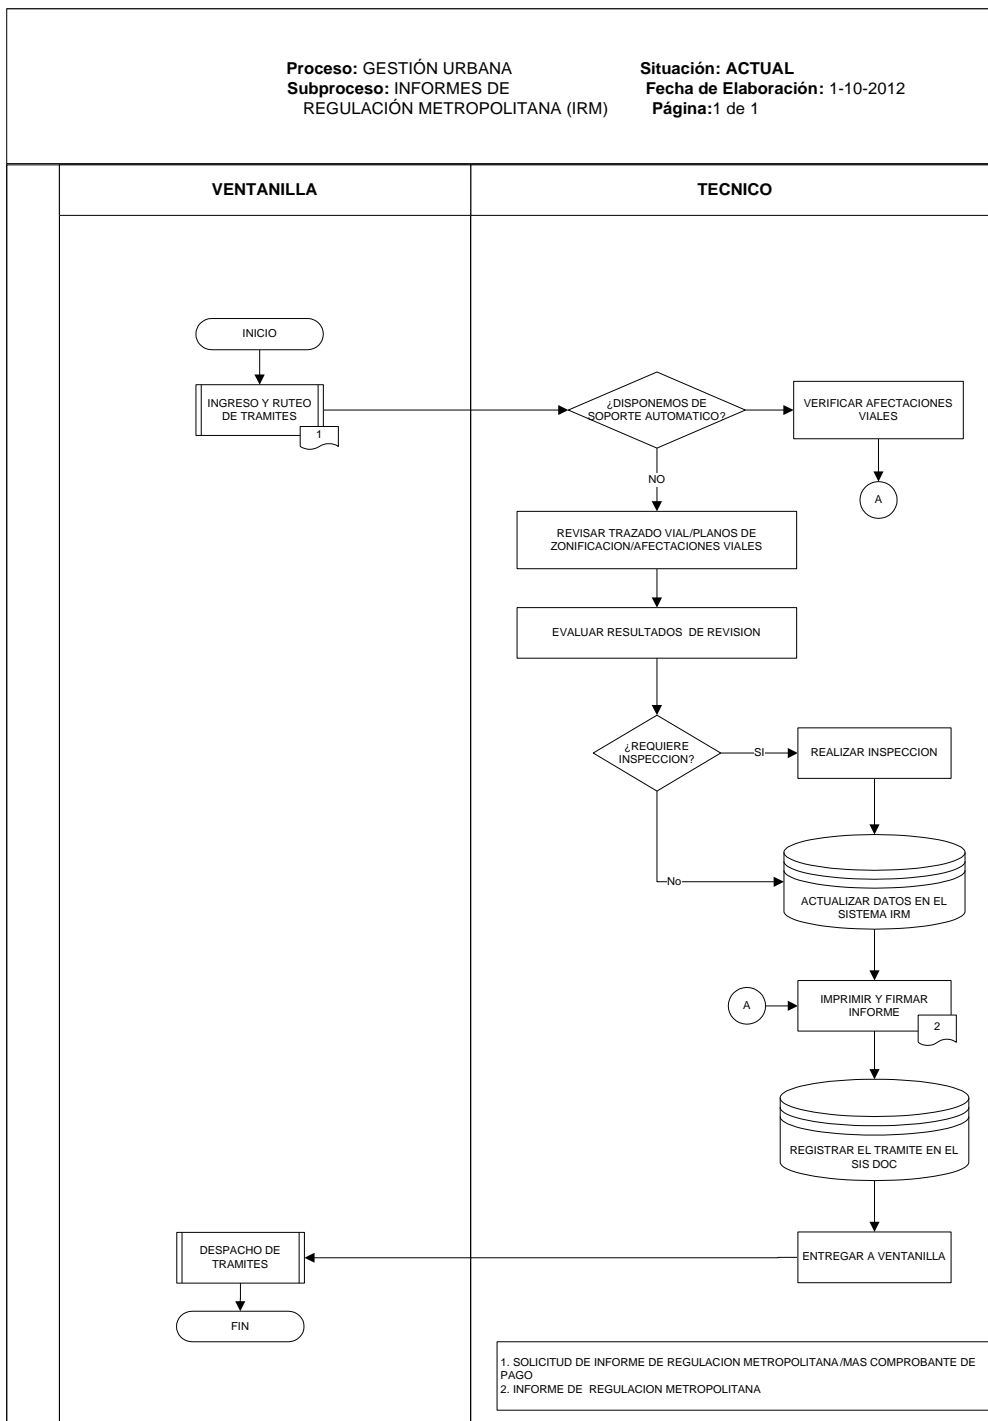 Proceso: GESTIÓN URBANA
Subproceso: INFORMES DE
REGULACIÓN METROPOLITANA (IRM)
Situación: ACTUAL
Fecha de Elaboración: 1-10-2012
Página:1 de 1
VENTANILLA
TECNICO
INICIO
INGRESO Y RUTEO
DE TRAMITES
1
¿DISPONEMOS DE
SOPORTE AUTOMATICO?
VERIFICAR AFECTACIONES
VIALES
A
NO
REVISAR TRAZADO VIAL/PLANOS DE
ZONIFICACION/AFECTACIONES VIALES
EVALUAR RESULTADOS DE REVISION
¿REQUIERE
INSPECCION?
SI
REALIZAR INSPECCION
No
ACTUALIZAR DATOS EN EL
SISTEMA IRM
A
IMPRIMIR Y FIRMAR
INFORME
2
REGISTRAR EL TRAMITE EN EL
SIS DOC
ENTREGAR A VENTANILLA
DESPACHO DE
TRAMITES
FIN
1. SOLICITUD DE INFORME DE REGULACION METROPOLITANA/MAS COMPROBANTE DE
PAGO
2. INFORME DE REGULACION METROPOLITANA